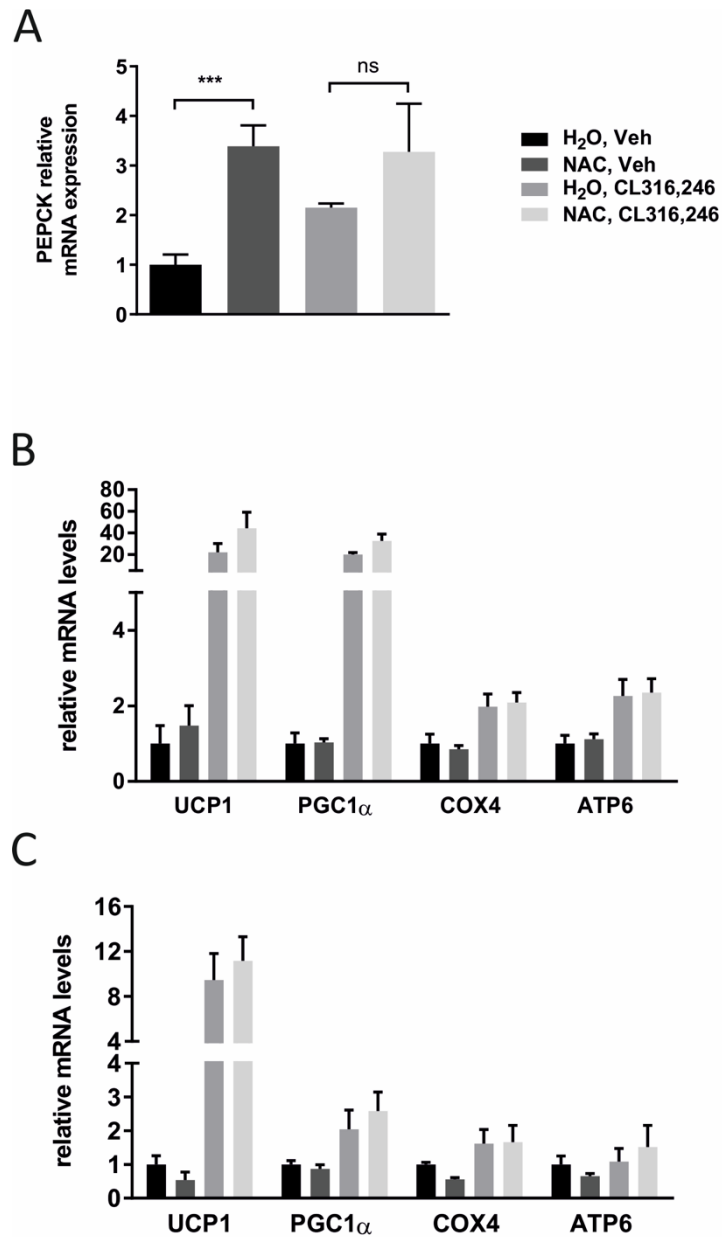 A
PEPCK relative
mRNA expression
5
4
3
2
1
0
***
ns
H₂O, Veh
NAC, Veh
H₂O, CL316,246
NAC, CL316,246
B
relative mRNA levels
80
60
40
20
4
2
0
UCP1
PGC1α
COX4
ATP6
C
relative mRNA levels
16
12
8
4
3
2
1
0
UCP1
PGC1α
COX4
ATP6